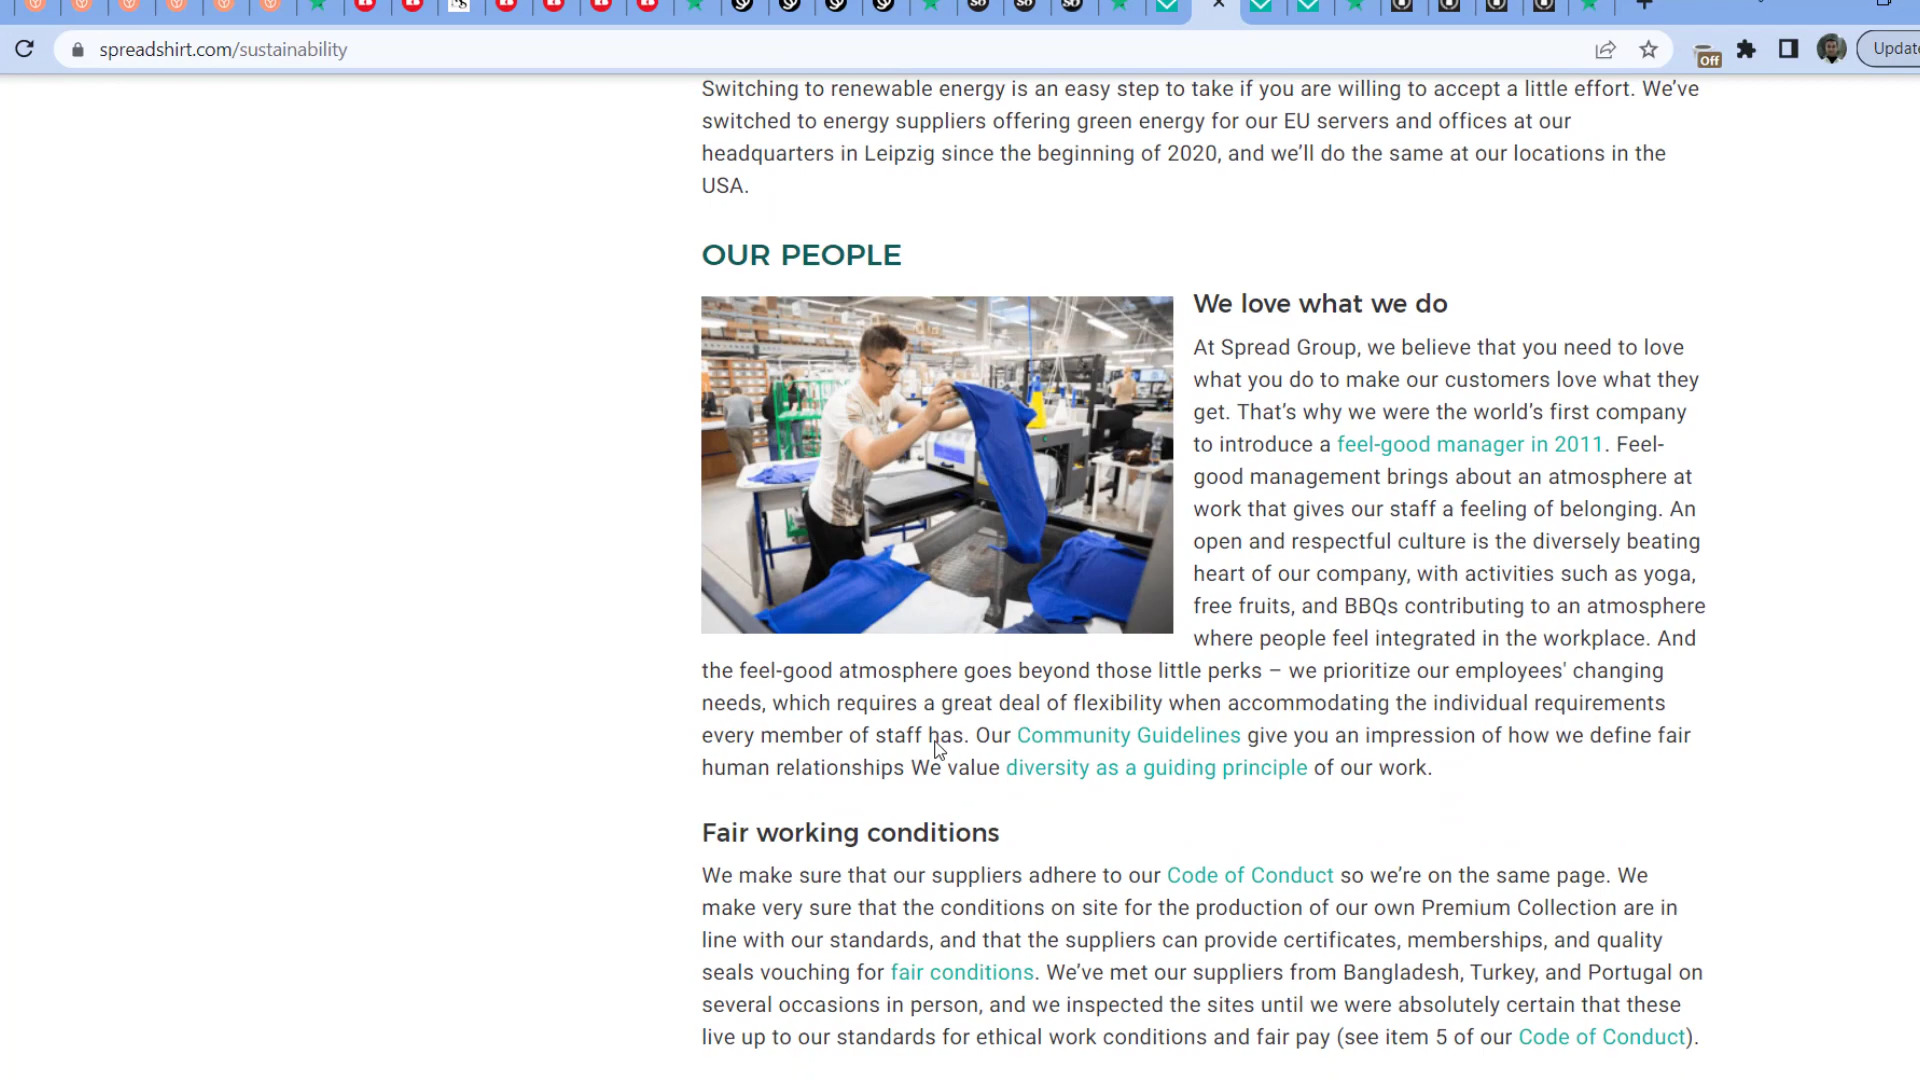 spreadshirt.com/sustainability
Off
Update
Switching to renewable energy is an easy step to take if you are willing to accept a little effort. We’ve
switched to energy suppliers offering green energy for our EU servers and offices at our
headquarters in Leipzig since the beginning of 2020, and we’ll do the same at our locations in the
USA.
OUR PEOPLE
We love what we do
At Spread Group, we believe that you need to love
what you do to make our customers love what they
get. That’s why we were the world’s first company
to introduce a feel-good manager in 2011. Feel-
good management brings about an atmosphere at
work that gives our staff a feeling of belonging. An
open and respectful culture is the diversely beating
heart of our company, with activities such as yoga,
free fruits, and BBQs contributing to an atmosphere
where people feel integrated in the workplace. And
the feel-good atmosphere goes beyond those little perks – we prioritize our employees' changing
needs, which requires a great deal of flexibility when accommodating the individual requirements
every member of staff has. Our Community Guidelines give you an impression of how we define fair
human relationships We value diversity as a guiding principle of our work.
Fair working conditions
We make sure that our suppliers adhere to our Code of Conduct so we’re on the same page. We
make very sure that the conditions on site for the production of our own Premium Collection are in
line with our standards, and that the suppliers can provide certificates, memberships, and quality
seals vouching for fair conditions. We’ve met our suppliers from Bangladesh, Turkey, and Portugal on
several occasions in person, and we inspected the sites until we were absolutely certain that these
live up to our standards for ethical work conditions and fair pay (see item 5 of our Code of Conduct).